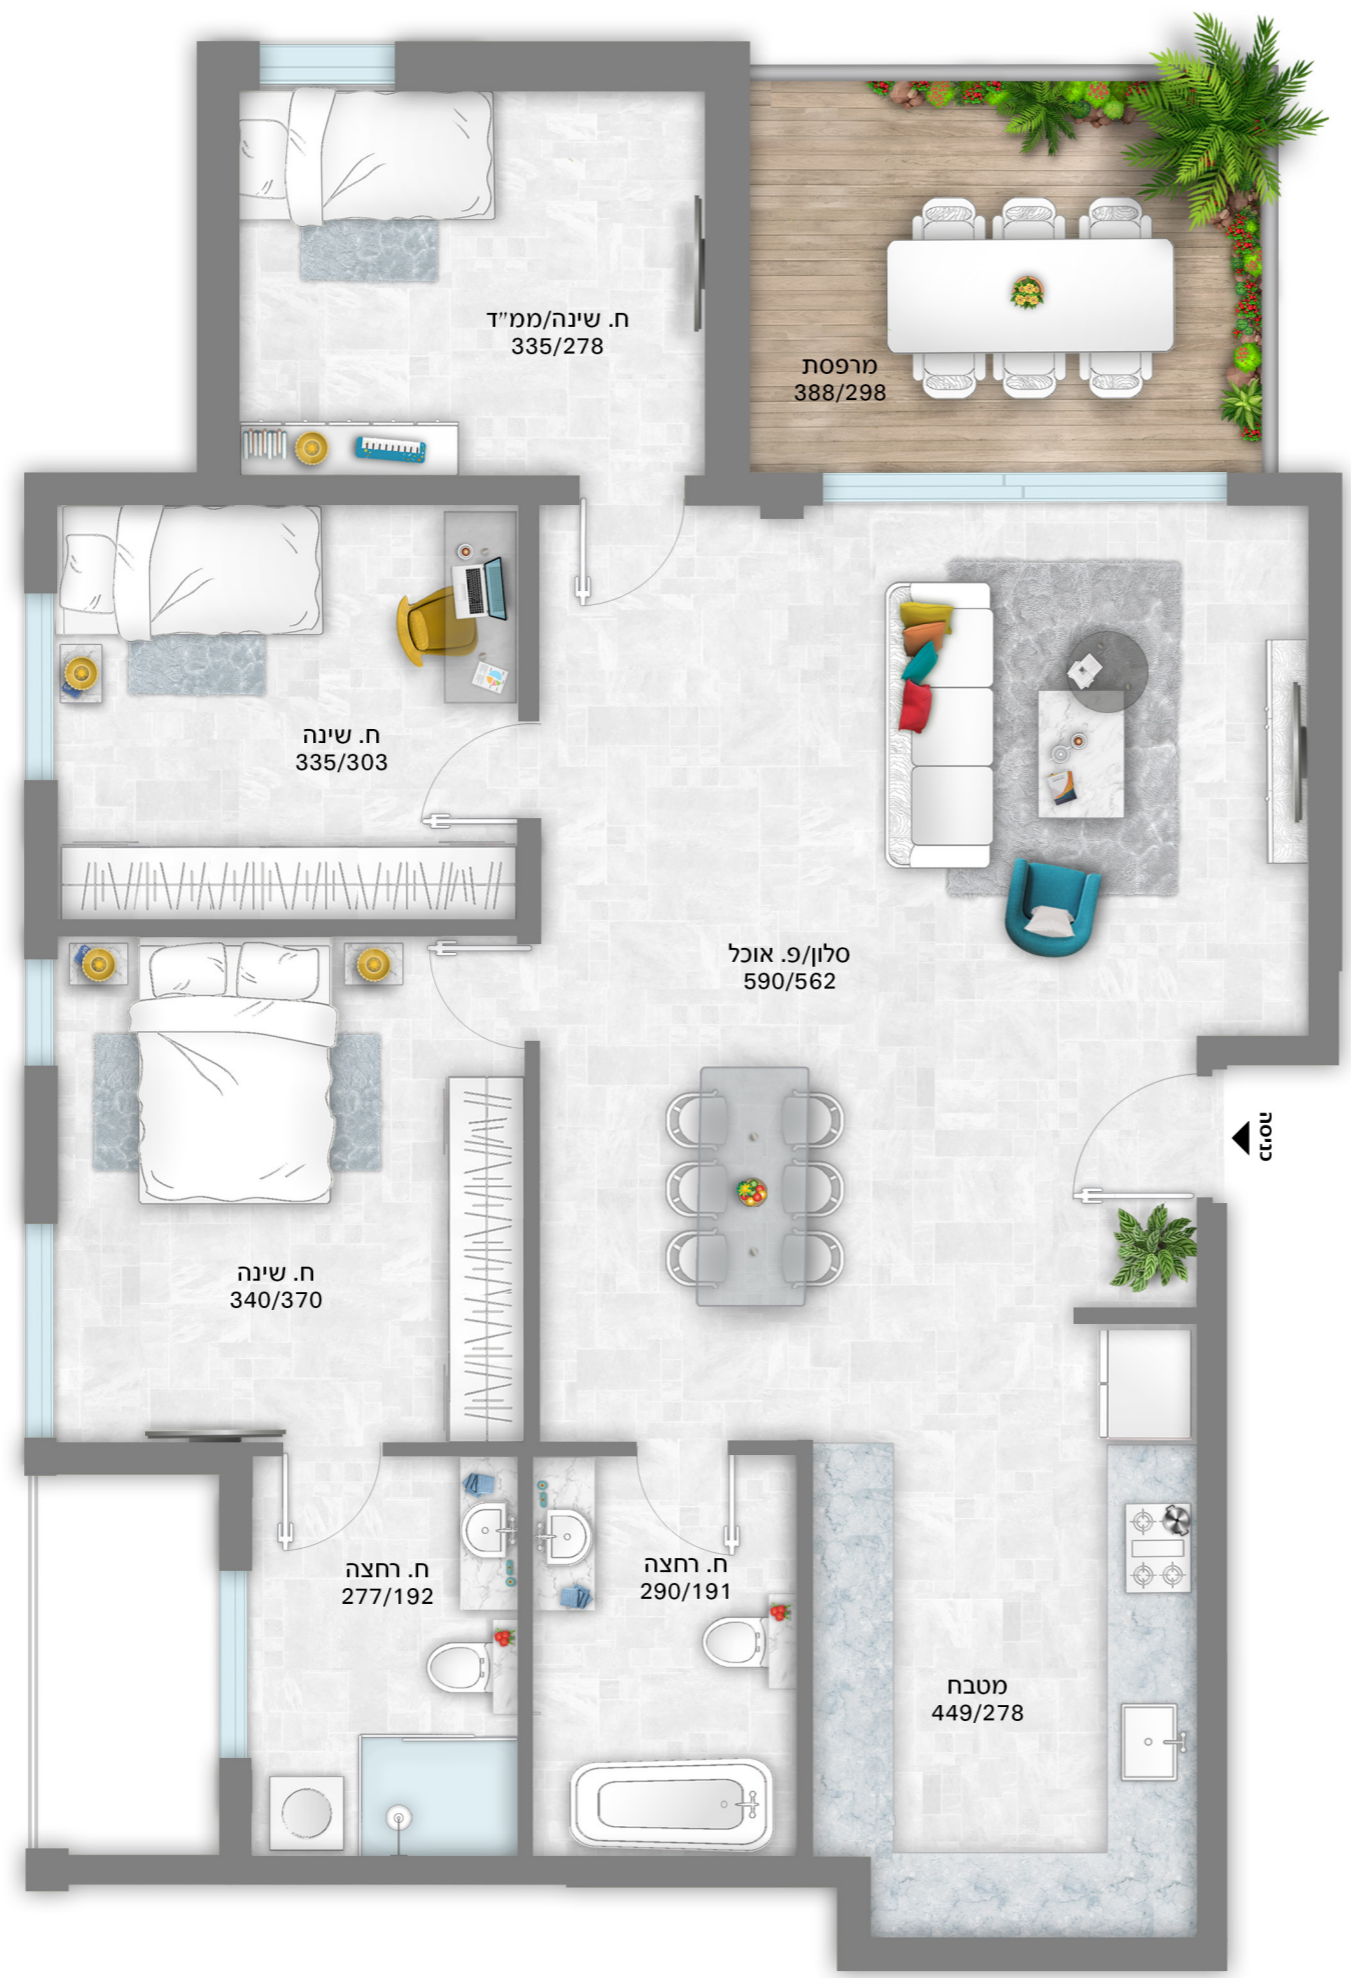 ח. שינה/ממ״ד
335/278
מרפסת
388/298
ח. שינה
335/303
סלון/פ. אוכל
590/562
כניסה
ח. שינה
340/370
ח. רחצה
277/192
ח. רחצה
290/191
מטבח
449/278